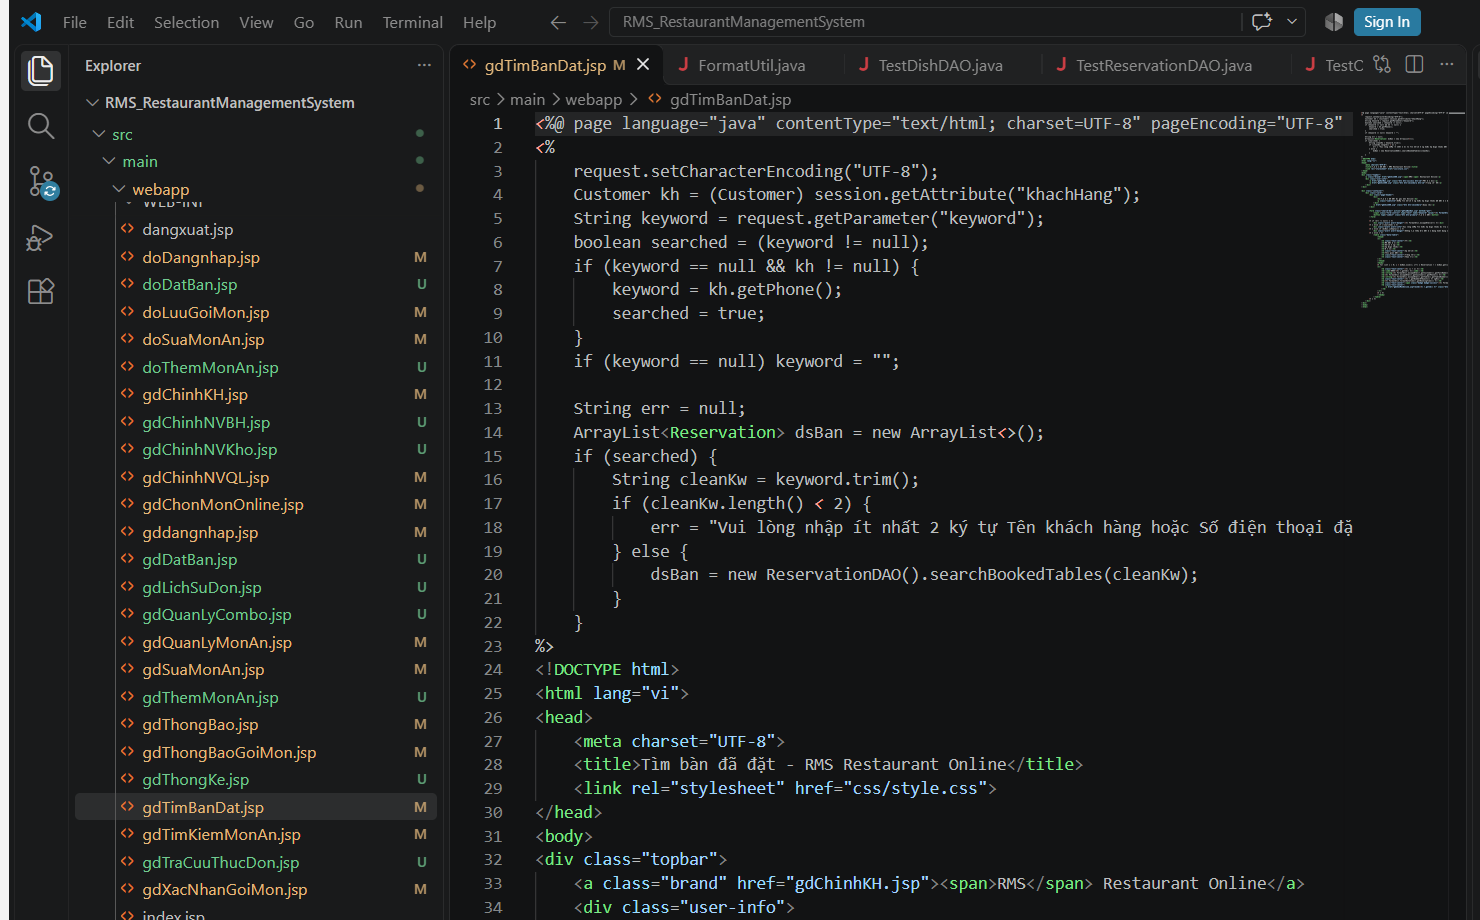 File Edit Selection View Go Run Terminal Help
RMS_RestaurantManagementSystem
Sign In
Explorer
RMS_RestaurantManagementSystem
src
main
webapp
WEB-INF
dangxuat.jsp
doDangnhap.jsp M
doDatBan.jsp U
doLuuGoiMon.jsp M
doSuaMonAn.jsp M
doThemMonAn.jsp U
gdChinhKH.jsp M
gdChinhNVBH.jsp U
gdChinhNVKho.jsp U
gdChinhNVQL.jsp M
gdChonMonOnline.jsp M
gddangnhap.jsp M
gdDatBan.jsp U
gdLichSuDon.jsp U
gdQuanLyCombo.jsp U
gdQuanLyMonAn.jsp M
gdSuaMonAn.jsp M
gdThemMonAn.jsp U
gdThongBao.jsp M
gdThongBaoGoiMon.jsp M
gdThongKe.jsp U
gdTimBanDat.jsp M
gdTimKiemMonAn.jsp M
gdTraCuuThucDon.jsp U
gdXacNhanGoiMon.jsp M
index.jsp
gdTimBanDat.jsp M
J FormatUtil.java
J TestDishDAO.java
J TestReservationDAO.java
J TestC
src > main > webapp > gdTimBanDat.jsp
1 <%@ page language="java" contentType="text/html; charset=UTF-8" pageEncoding="UTF-8"
2 <%
3 request.setCharacterEncoding("UTF-8");
4 Customer kh = (Customer) session.getAttribute("khachHang");
5 String keyword = request.getParameter("keyword");
6 boolean searched = (keyword != null);
7 if (keyword == null && kh != null) {
8 keyword = kh.getPhone();
9 searched = true;
10 }
11 if (keyword == null) keyword = "";
12
13 String err = null;
14 ArrayList<Reservation> dsBan = new ArrayList<>();
15 if (searched) {
16 String cleanKw = keyword.trim();
17 if (cleanKw.length() < 2) {
18 err = "Vui lòng nhập ít nhất 2 ký tự Tên khách hàng hoặc Số điện thoại đặ
19 } else {
20 dsBan = new ReservationDAO().searchBookedTables(cleanKw);
21 }
22 }
23 %>
24 <!DOCTYPE html>
25 <html lang="vi">
26 <head>
27 <meta charset="UTF-8">
28 <title>Tìm bàn đã đặt - RMS Restaurant Online</title>
29 <link rel="stylesheet" href="css/style.css">
30 </head>
31 <body>
32 <div class="topbar">
33 <a class="brand" href="gdChinhKH.jsp"><span>RMS</span> Restaurant Online</a>
34 <div class="user-info">